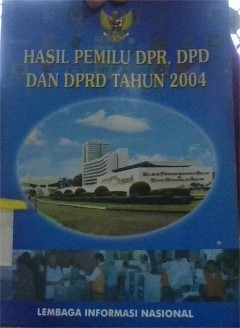 HASIL PEMILU DPR, DPD
DAN DPRD TAHUN 2004
LEMBAGA INFORMASI NASIONAL